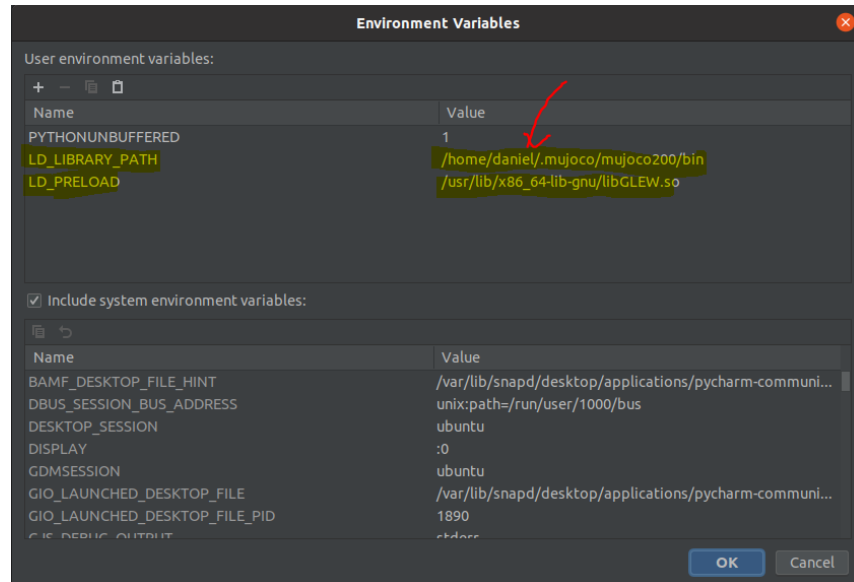 Environment Variables
User environment variables:
Name Value
PYTHONUNBUFFERED 1
LD_LIBRARY_PATH /home/daniel/.mujoco/mujoco200/bin
LD_PRELOAD /usr/lib/x86_64-lib-gnu/libGLEW.so
Include system environment variables:
Name Value
BAMF_DESKTOP_FILE_HINT /var/lib/snapd/desktop/applications/pycharm-communi...
DBUS_SESSION_BUS_ADDRESS unix:path=/run/user/1000/bus
DESKTOP_SESSION ubuntu
DISPLAY :0
GDMSESSION ubuntu
GIO_LAUNCHED_DESKTOP_FILE /var/lib/snapd/desktop/applications/pycharm-communi...
GIO_LAUNCHED_DESKTOP_FILE_PID 1890
GJS_DEBUG_OUTPUT stderr
OK Cancel